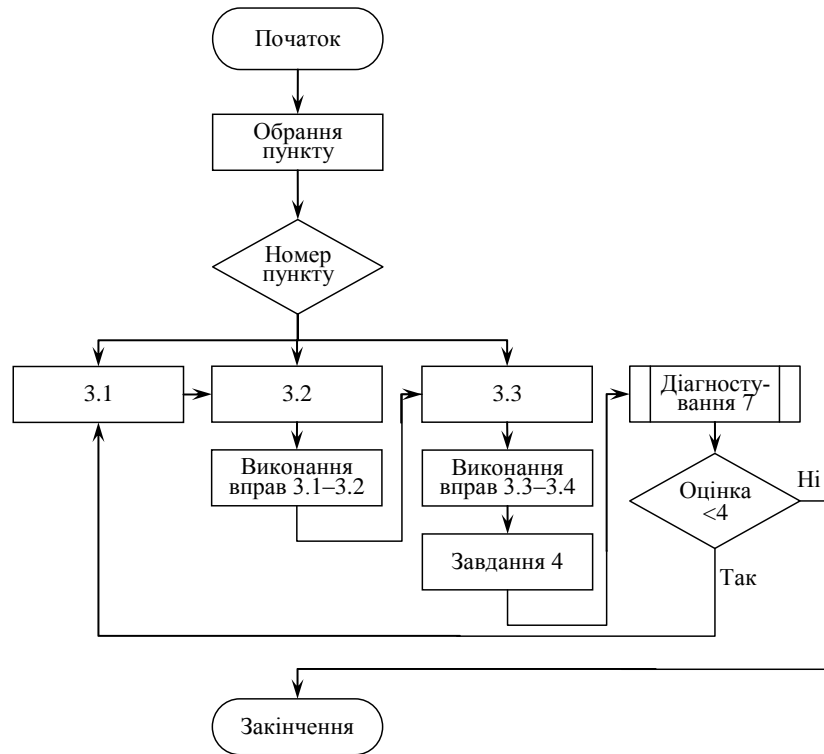 Початок
Обрання
пункту
Номер
пункту
3.1
3.2
3.3
Діагносту-
вання 7
Виконання
вправ 3.1–3.2
Виконання
вправ 3.3–3.4
Оцінка
<4
Ні
Завдання 4
Так
Закінчення